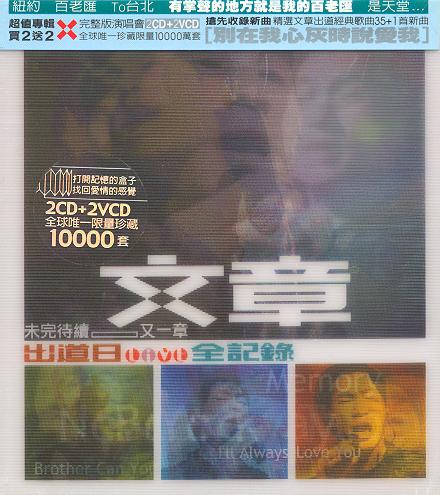 紐約 百老匯 To台北 有掌聲的地方就是我的百老匯 是天堂...
超值專輯 買2送2
完整版演唱會2CD+2VCD
全球唯一珍藏限量10000萬套
搶先收錄新曲 精選文章出道經典歌曲35+1首新曲
[別在我心灰時說愛我]
打開記憶的盒子
找回愛情的感覺
2CD+2VCD
全球唯一限量珍藏
10000套
文章
未完待續 又一章
出道日LIVE全記錄
Memory
I'll Always Love You
Brother Can You